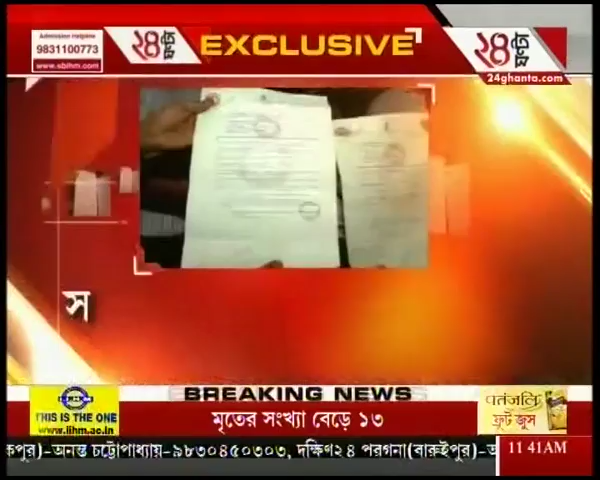 Admission Helpline
9831100773
www.sbihm.com
২৪ ঘণ্টা
EXCLUSIVE
২৪ ঘণ্টা
24ghanta.com
স
BREAKING NEWS
THIS IS THE ONE
www.iihm.ac.in
মৃতের সংখ্যা বেড়ে ১৩
পতঞ্জলি
ফ্রুট জুস
কপুর)-অনন্ত চট্টোপাধ্যায়-৯৮৩০৪৫০৩০৩, দক্ষিণ২৪ পরগনা(বারুইপুর)-অ
11 41AM